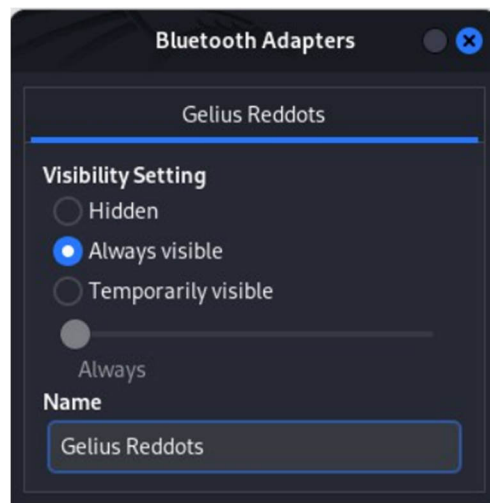 Bluetooth Adapters
Gelius Reddots
Visibility Setting
Hidden
Always visible
Temporarily visible
Always
Name
Gelius Reddots